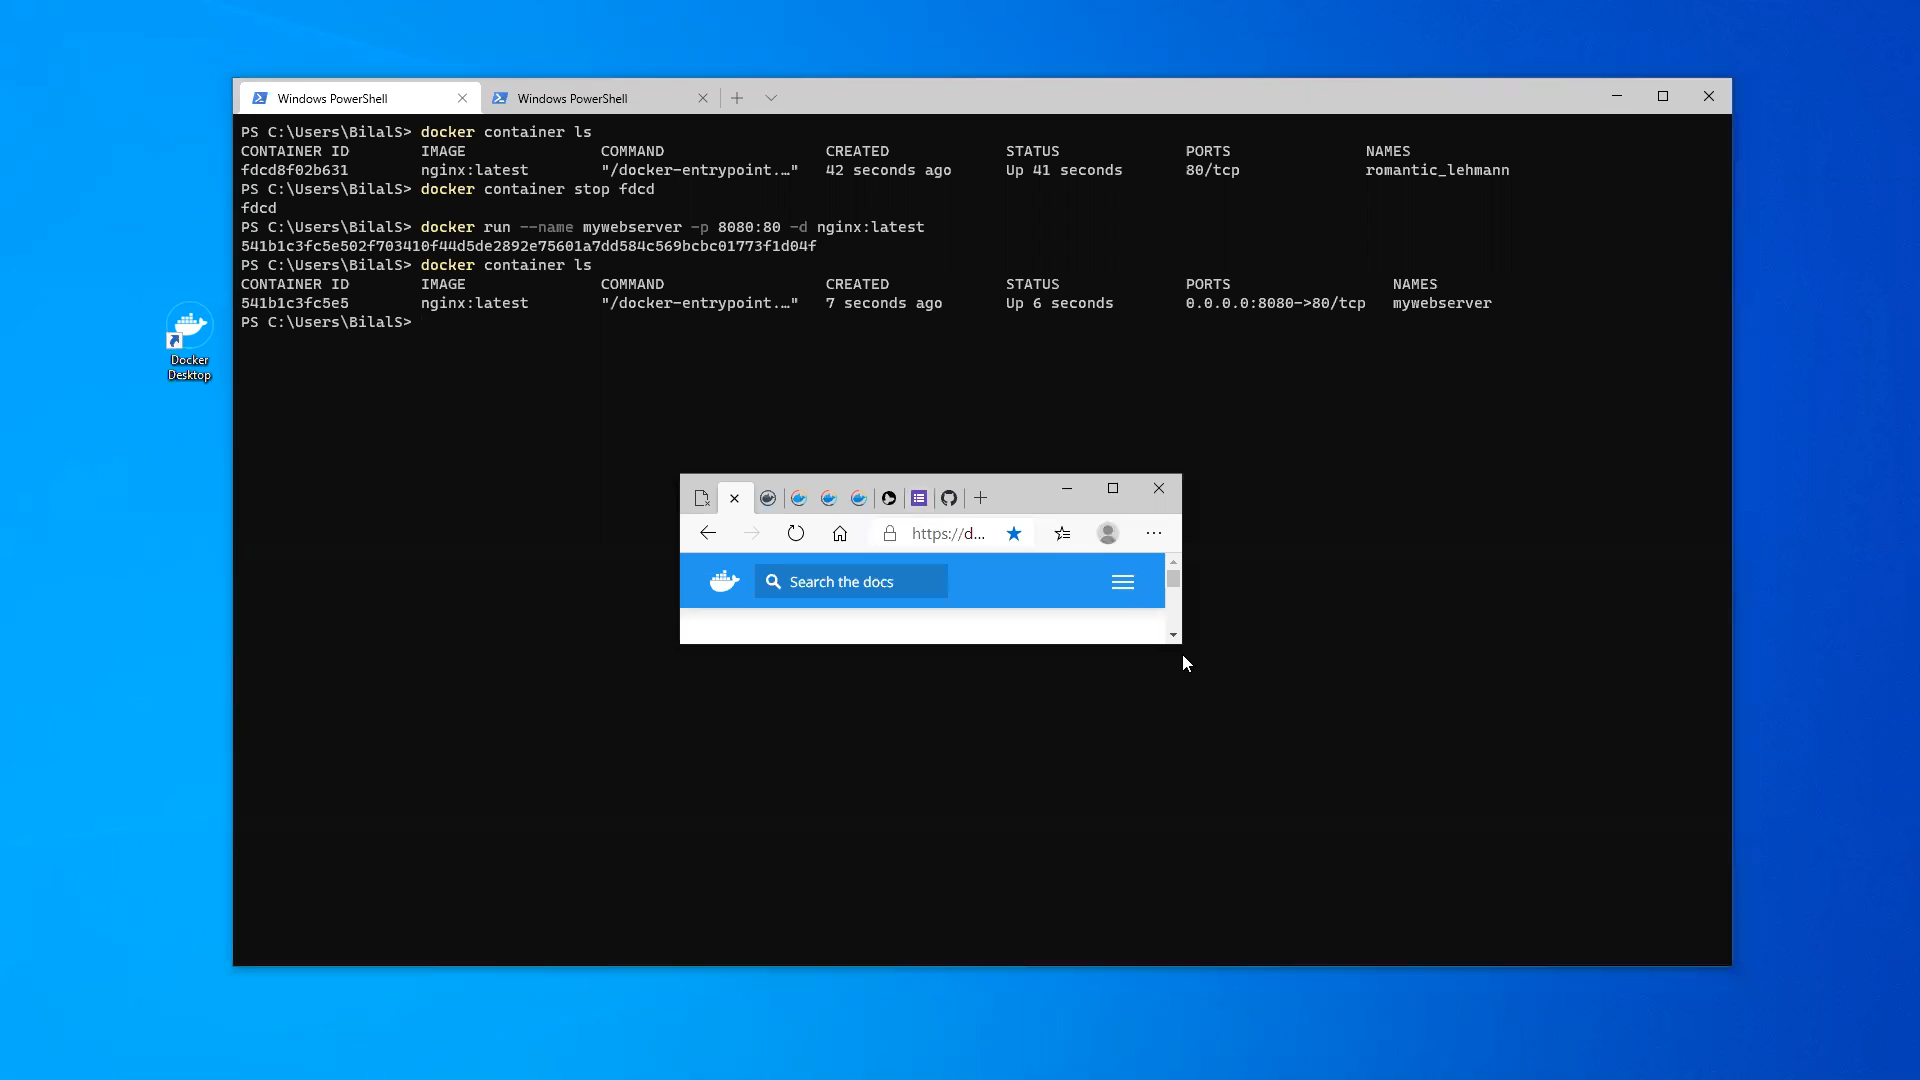 Windows PowerShell Windows PowerShell
PS C:\Users\BilalS> docker container ls
CONTAINER ID IMAGE COMMAND CREATED STATUS PORTS NAMES
fdcd8f02b631 nginx:latest "/docker-entrypoint.…" 42 seconds ago Up 41 seconds 80/tcp romantic_lehmann
PS C:\Users\BilalS> docker container stop fdcd
fdcd
PS C:\Users\BilalS> docker run --name mywebserver -p 8080:80 -d nginx:latest
541b1c3fc5e502f703410f44d5de2892e75601a7dd584c569bcbc01773f1d04f
PS C:\Users\BilalS> docker container ls
CONTAINER ID IMAGE COMMAND CREATED STATUS PORTS NAMES
541b1c3fc5e5 nginx:latest "/docker-entrypoint.…" 7 seconds ago Up 6 seconds 0.0.0.0:8080->80/tcp mywebserver
PS C:\Users\BilalS>
Docker
Desktop
https://d...
Search the docs